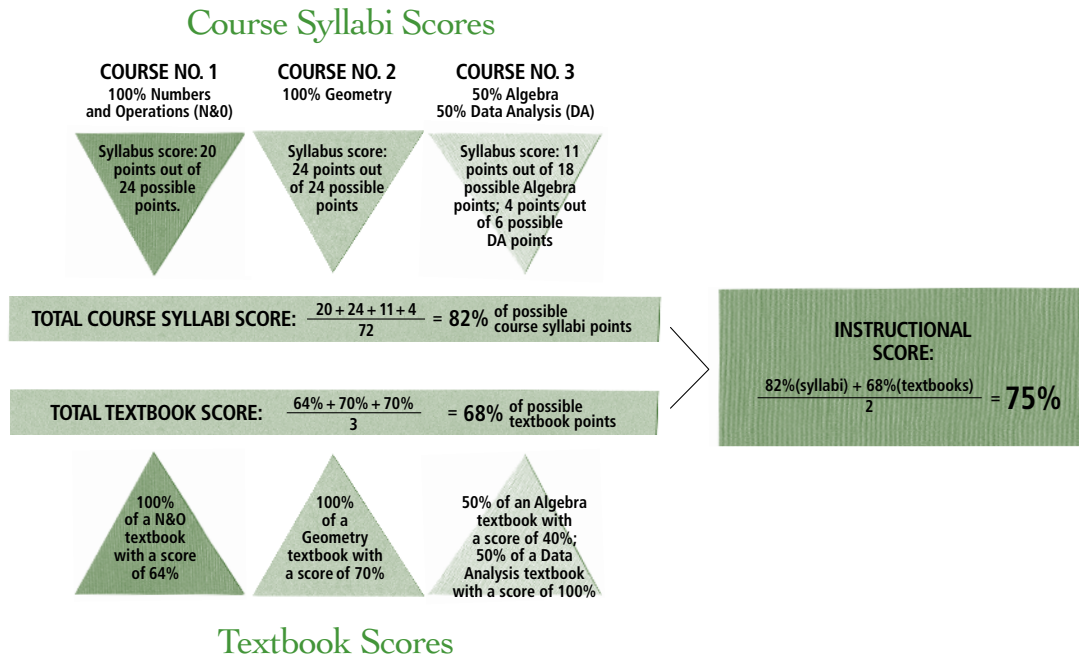 Course Syllabi Scores
COURSE NO. 1
100% Numbers
and Operations (N&0)
COURSE NO. 2
100% Geometry
COURSE NO. 3
50% Algebra
50% Data Analysis (DA)
Syllabus score: 20
points out of
24 possible
points.
Syllabus score:
24 points out
of 24 possible
points
Syllabus score: 11
points out of 18
possible Algebra
points; 4 points out
of 6 possible
DA points
TOTAL COURSE SYLLABI SCORE:
20 + 24 + 11 + 4
72
= 82%
of possible
course syllabi points
TOTAL TEXTBOOK SCORE:
64% + 70% + 70%
3
= 68%
of possible
textbook points
INSTRUCTIONAL
SCORE:
82%(syllabi) + 68%(textbooks)
2
= 75%
100%
of a N&O
textbook
with a score
of 64%
100%
of a
Geometry
textbook with
a score of 70%
50% of an Algebra
textbook with
a score of 40%;
50% of a Data
Analysis textbook
with a score of 100%
Textbook Scores